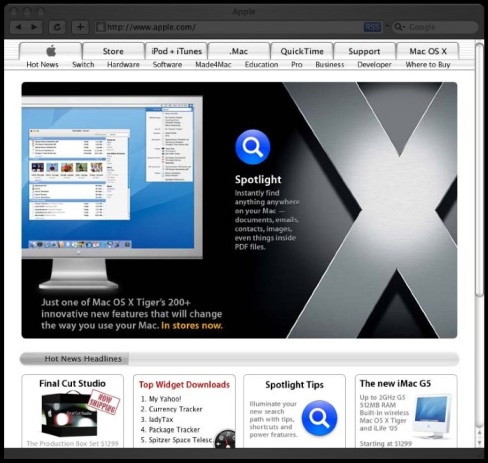 Apple
http://www.apple.com/
RSS
Google
Store
iPod + iTunes
.Mac
QuickTime
Support
Mac OS X
Hot News
Switch
Hardware
Software
Made4Mac
Education
Pro
Business
Developer
Where to Buy
Spotlight
Instantly find
anything anywhere
on your Mac —
documents, emails,
contacts, images,
even things inside
PDF files.
Just one of Mac OS X Tiger's 200+
innovative new features that will change
the way you use your Mac. In stores now.
Hot News Headlines
Final Cut Studio
NOW
SHIPPING
The Production Box Set $1299
Top Widget Downloads
1. My Yahoo!
2. Currency Tracker
3. ladyTax
4. Package Tracker
5. Spitzer Space Telesc
Spotlight Tips
Illuminate your
new search
path with tips,
shortcuts and
power features.
The new iMac G5
Up to 2GHz G5
512MB RAM
Built-in wireless
Mac OS X Tiger
and iLife '05
Starting at $1299